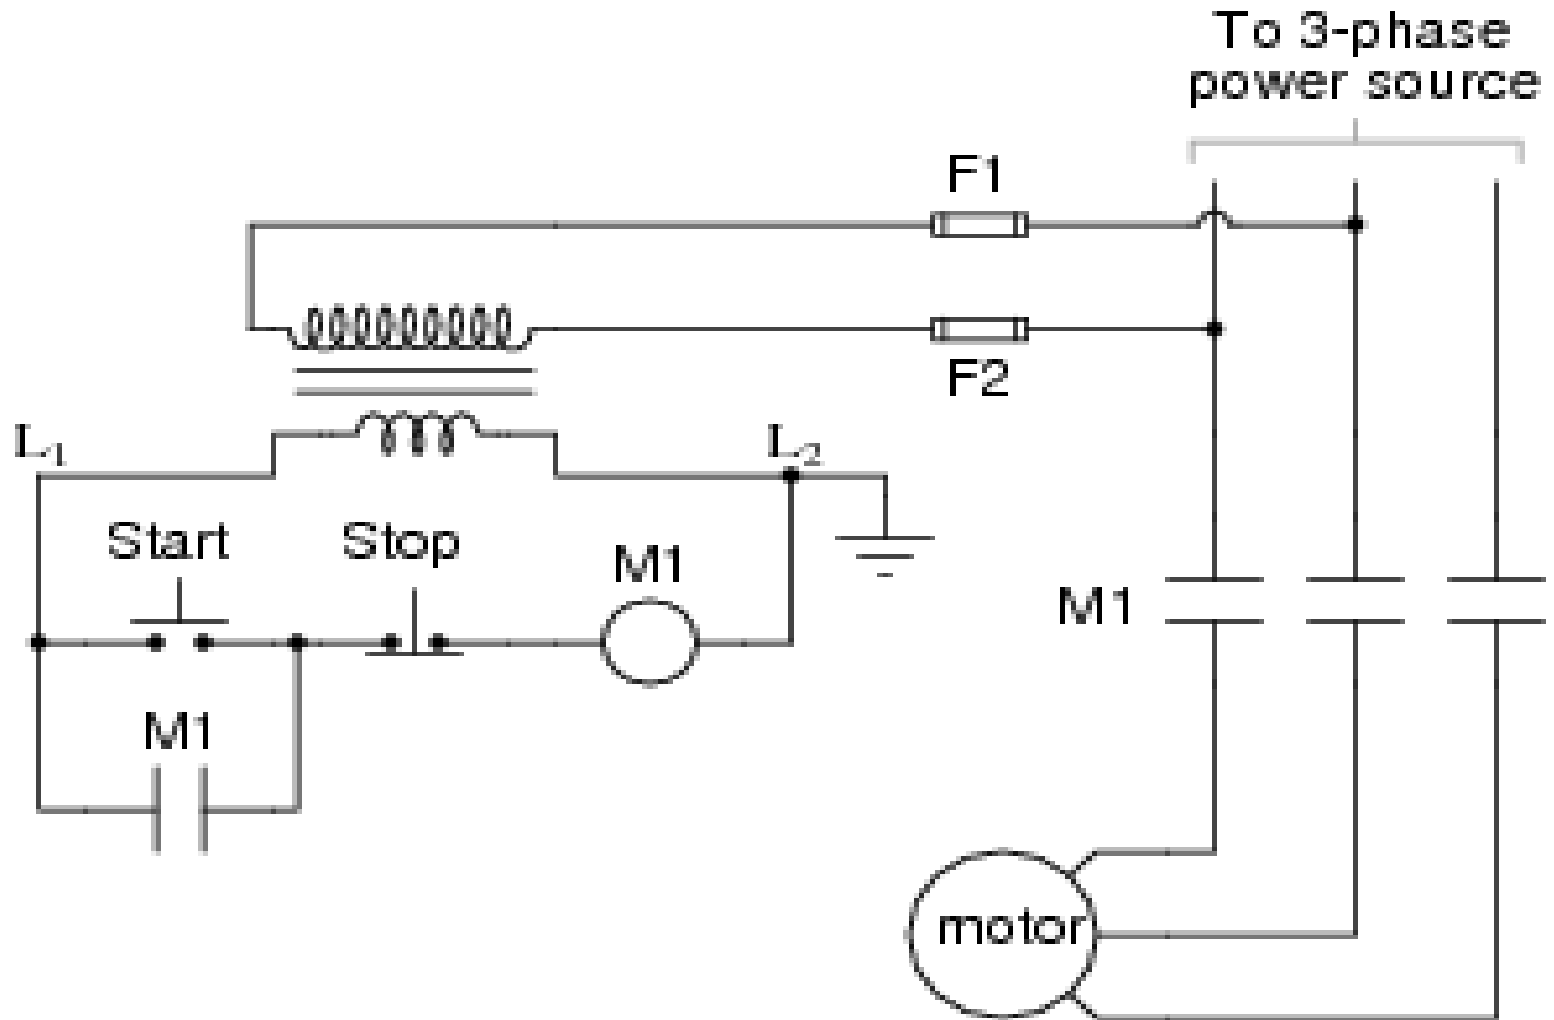 To 3-phase
power source
F1
F2
L1
L2
Start
Stop
M1
M1
M1
motor